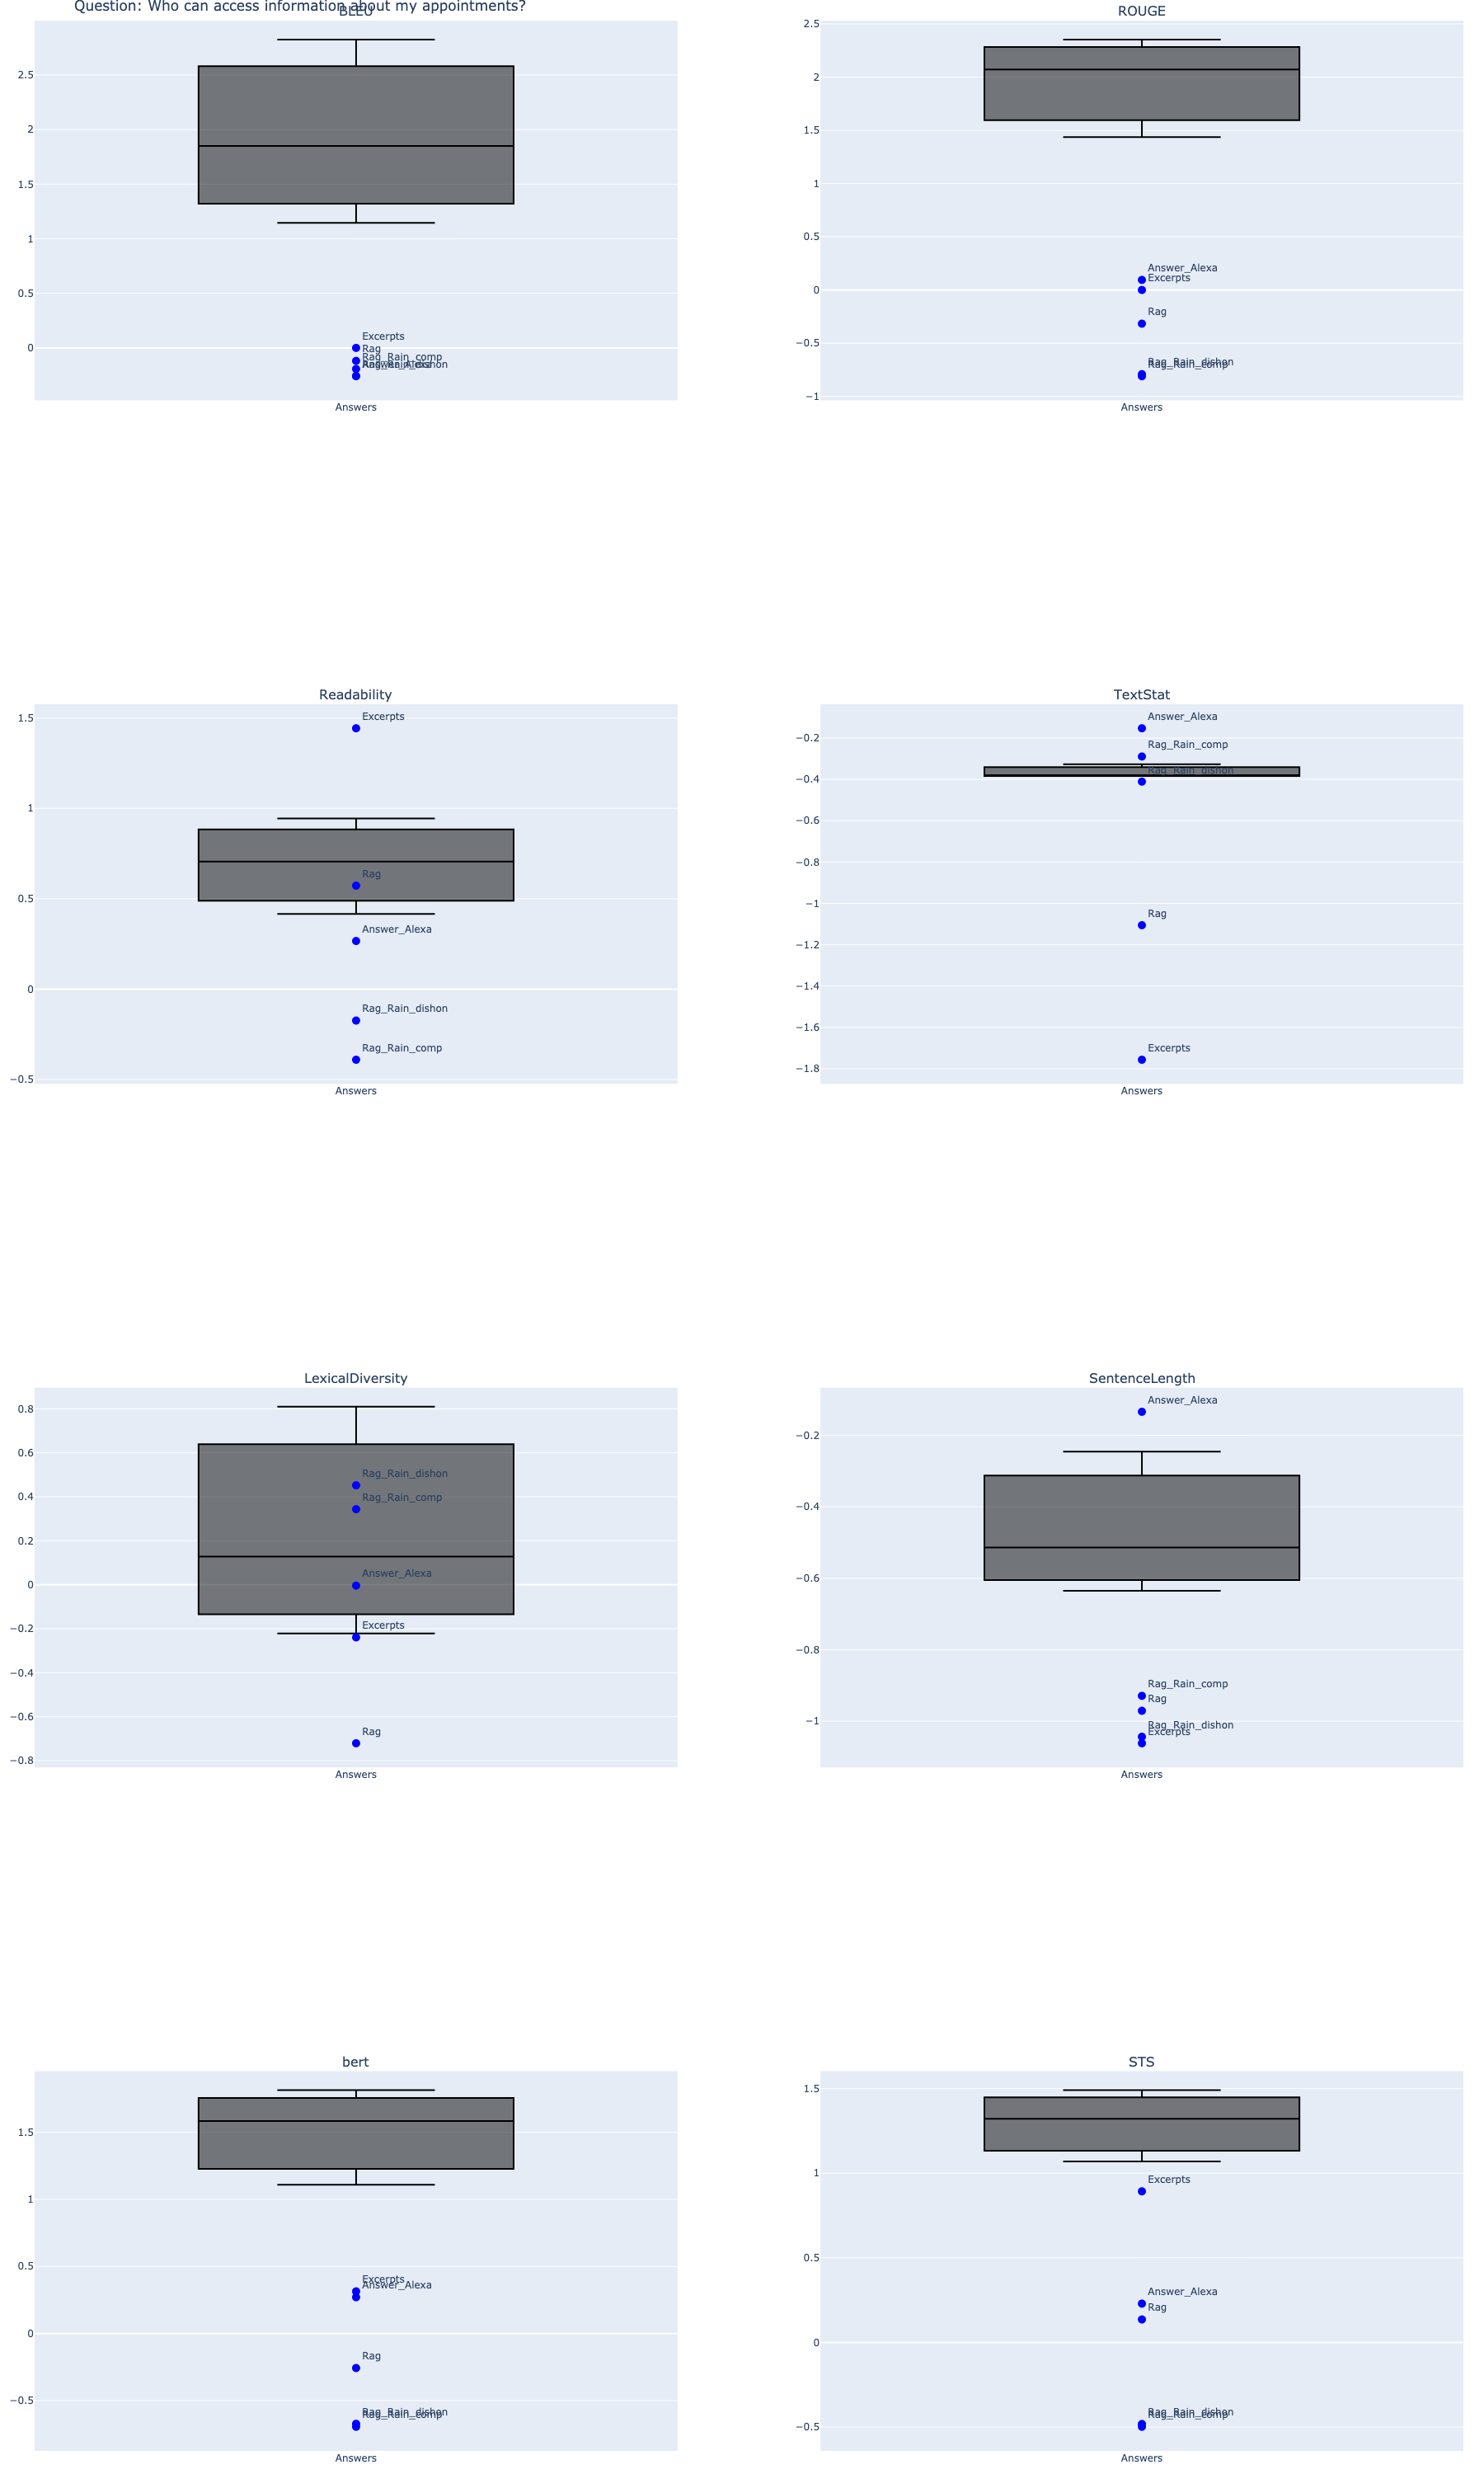 Question: Who can access information about my appointments?
BLEU
2.5
2
1.5
1
0.5
0
Excerpts
Rag
Rag_Rain_comp
Answers
ROUGE
2.5
2
1.5
1
0.5
0
−0.5
−1
Answer_Alexa
Excerpts
Rag
Rag_Rain_dishon
Rag_Rain_comp
Answers
Readability
1.5
1
0.5
0
−0.5
Excerpts
Rag
Answer_Alexa
Rag_Rain_dishon
Rag_Rain_comp
Answers
TextStat
−0.2
−0.4
−0.6
−0.8
−1
−1.2
−1.4
−1.6
−1.8
Answer_Alexa
Rag_Rain_comp
Rag_Rain_dishon
Rag
Excerpts
Answers
LexicalDiversity
0.8
0.6
0.4
0.2
0
−0.2
−0.4
−0.6
−0.8
Rag_Rain_dishon
Rag_Rain_comp
Answer_Alexa
Excerpts
Rag
Answers
SentenceLength
−0.2
−0.4
−0.6
−0.8
−1
Answer_Alexa
Rag_Rain_comp
Rag
Rag_Rain_dishon
Excerpts
Answers
bert
1.5
1
0.5
0
−0.5
Excerpts
Answer_Alexa
Rag
Rag_Rain_dishon
Rag_Rain_comp
Answers
STS
1.5
1
0.5
0
−0.5
Excerpts
Answer_Alexa
Rag
Rag_Rain_dishon
Rag_Rain_comp
Answers